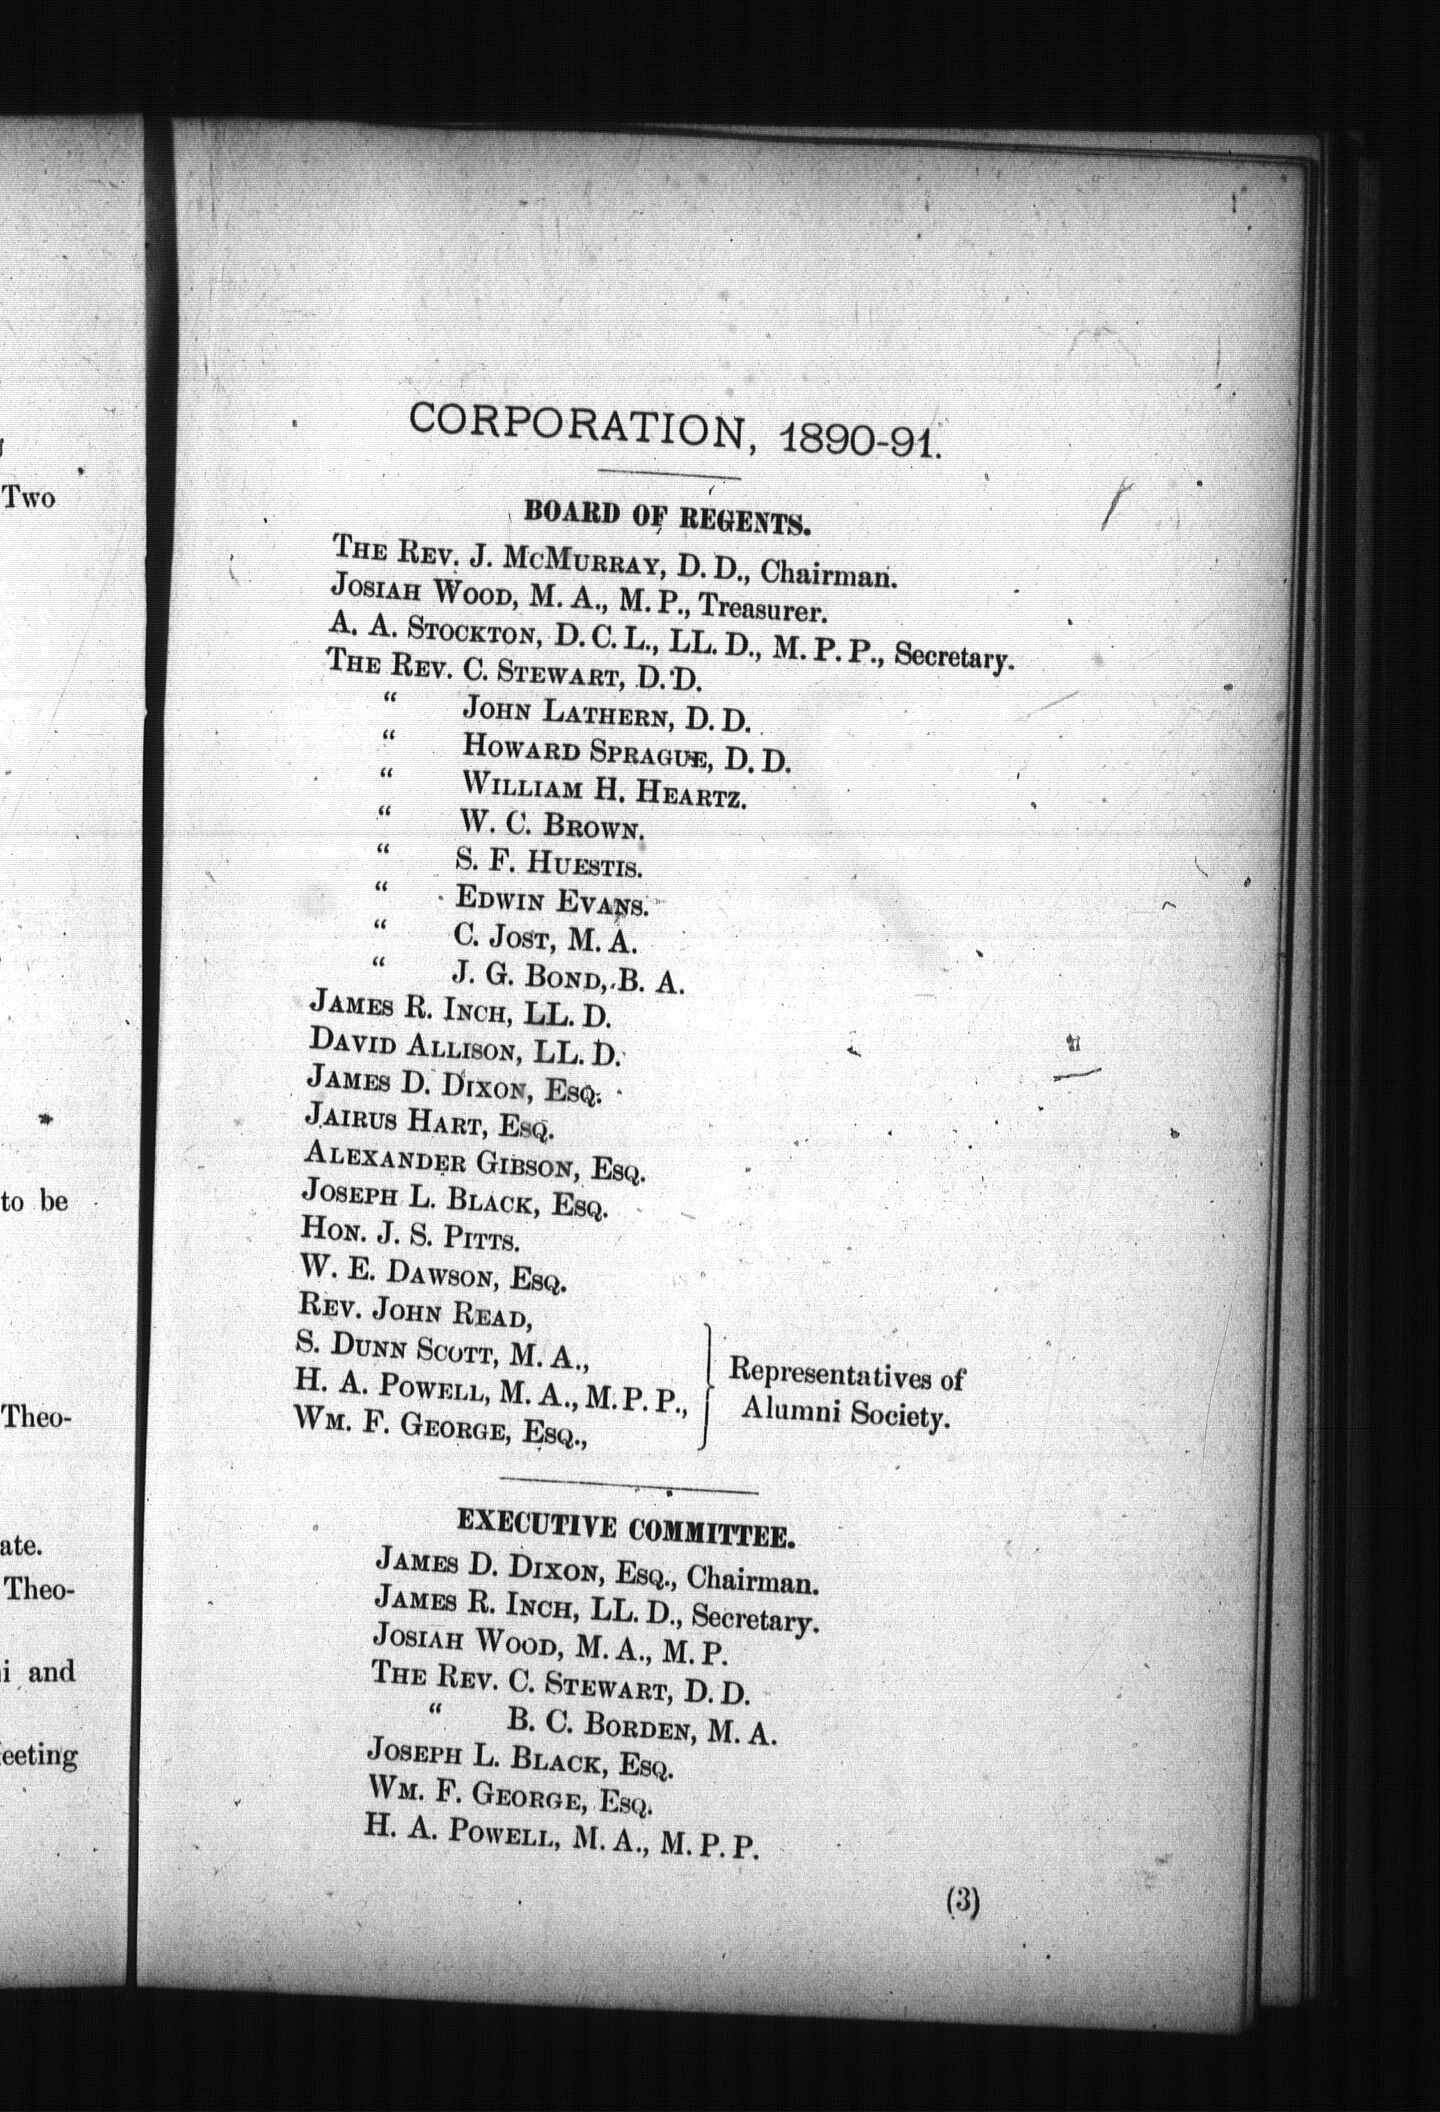 Two
to be
Theo-
ate.
Theo-
and
eeting
CORPORATION, 1890-91.
BOARD OF REGENTS.
THE REV. J. MCMURRAY, D. D., Chairman.
JOSIAH WOOD, M. A., M. P., Treasurer.
A. A. STOCKTON, D. C. L., LL. D., M. P. P., Secretary.
THE REV. C. STEWART, D. D.
“ JOHN LATHERN, D. D.
“ HOWARD SPRAGUE, D. D.
“ WILLIAM H. HEARTZ.
“ W. C. BROWN.
“ S. F. HUESTIS.
“ EDWIN EVANS.
“ C. JOST, M. A.
“ J. G. BOND, B. A.
JAMES R. INCH, LL. D.
DAVID ALLISON, LL. D.
JAMES D. DIXON, ESQ.
JAIRUS HART, ESQ.
ALEXANDER GIBSON, ESQ.
JOSEPH L. BLACK, ESQ.
HON. J. S. PITTS.
W. E. DAWSON, ESQ.
REV. JOHN READ,
S. DUNN SCOTT, M. A.,
H. A. POWELL, M. A., M. P. P.,
WM. F. GEORGE, ESQ.,
Representatives of
Alumni Society.
EXECUTIVE COMMITTEE.
JAMES D. DIXON, ESQ., Chairman.
JAMES R. INCH, LL. D., Secretary.
JOSIAH WOOD, M. A., M. P.
THE REV. C. STEWART, D. D.
“ B. C. BORDEN, M. A.
JOSEPH L. BLACK, ESQ.
WM. F. GEORGE, ESQ.
H. A. POWELL, M. A., M. P. P.
(3)